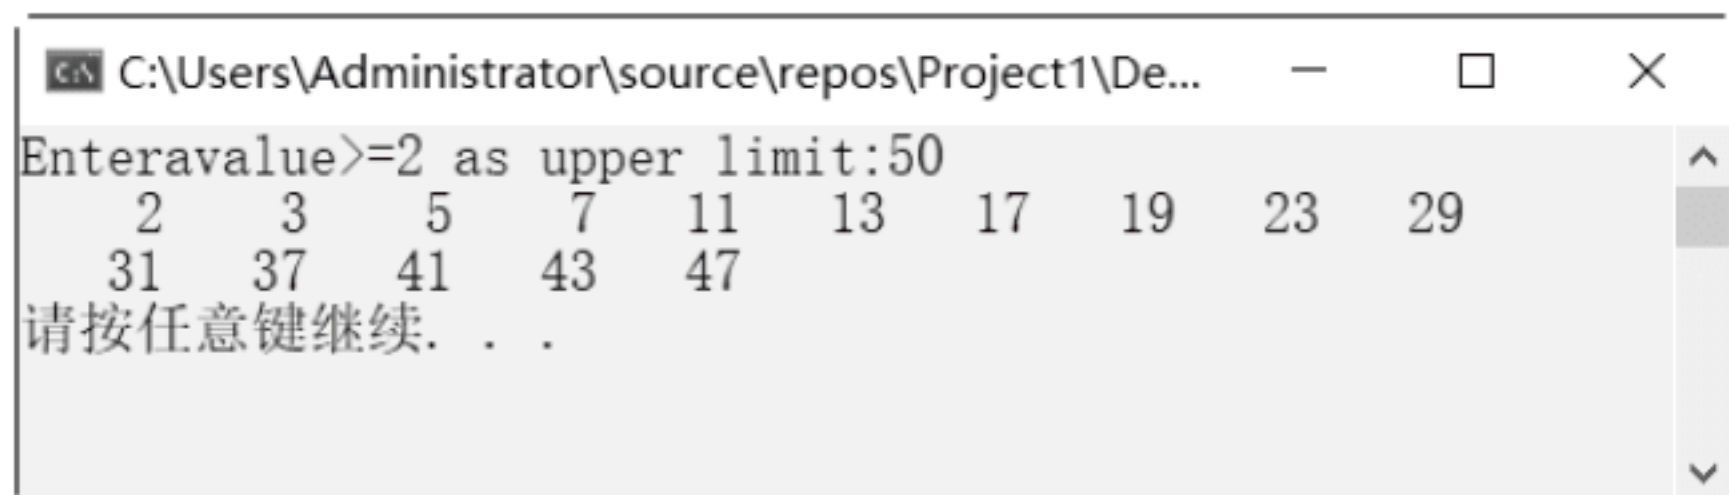 C:\Users\Administrator\source\repos\Project1\De...
Enteravalue>=2 as upper limit:50
2 3 5 7 11 13 17 19 23 29
31 37 41 43 47
请按任意键继续. . .